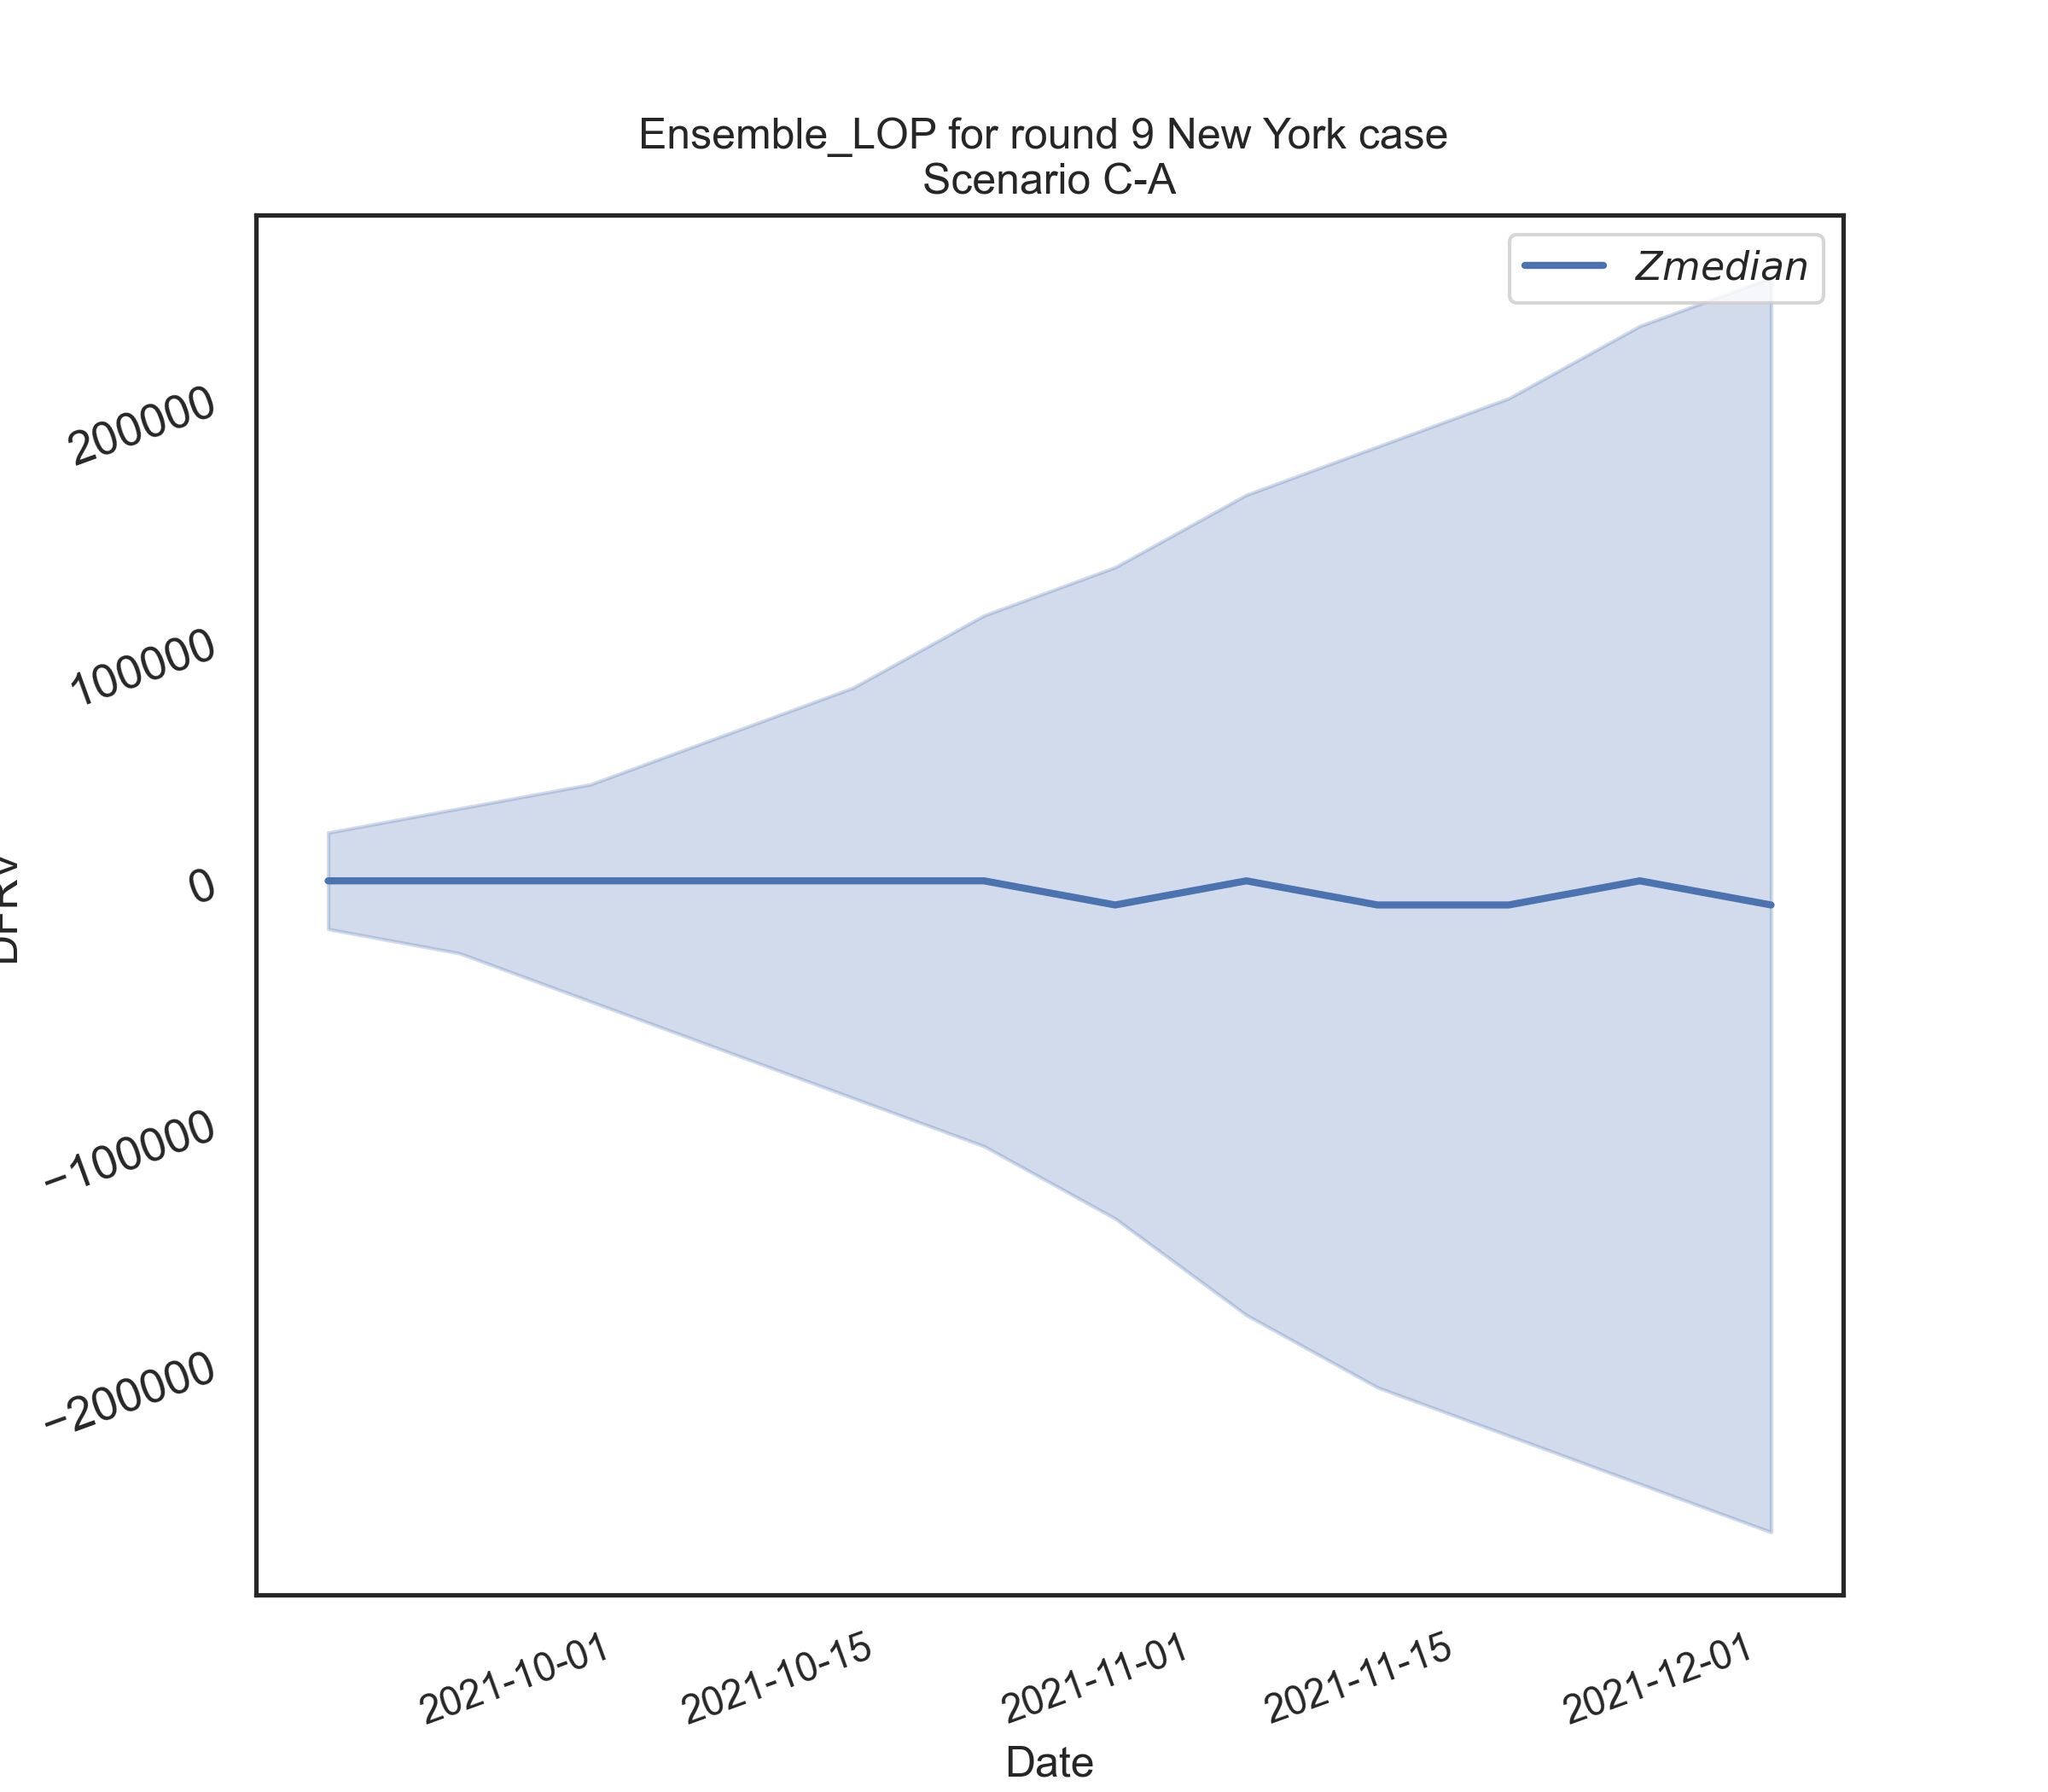 Ensemble_LOP for round 9 New York case
Scenario C-A
Zmedian
200000
100000
0
−100000
−200000
2021-10-01
2021-10-15
2021-11-01
2021-11-15
2021-12-01
Date